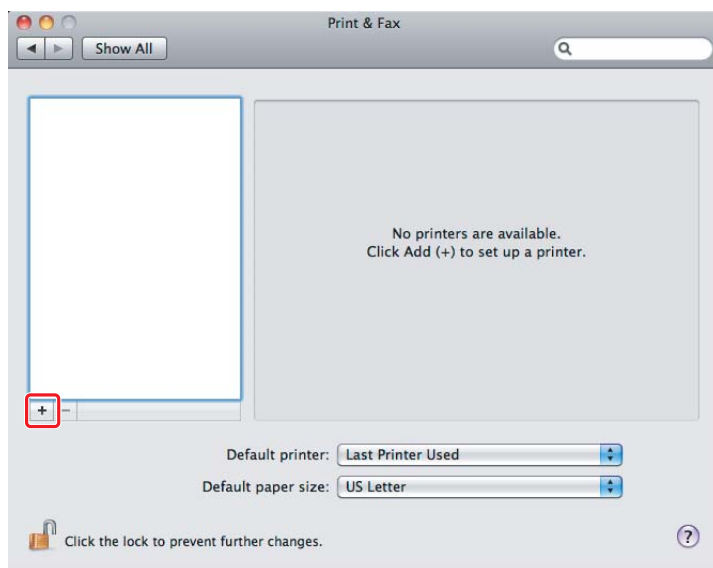 Print & Fax
Show All
No printers are available.
Click Add (+) to set up a printer.
+ −
Default printer: Last Printer Used
Default paper size: US Letter
Click the lock to prevent further changes.
?